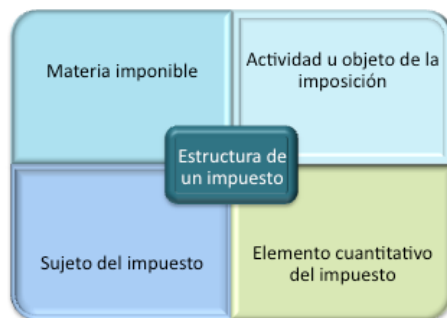 Materia imponible
Actividad u objeto de la
imposición
Estructura de
un impuesto
Sujeto del impuesto
Elemento cuantitativo
del impuesto